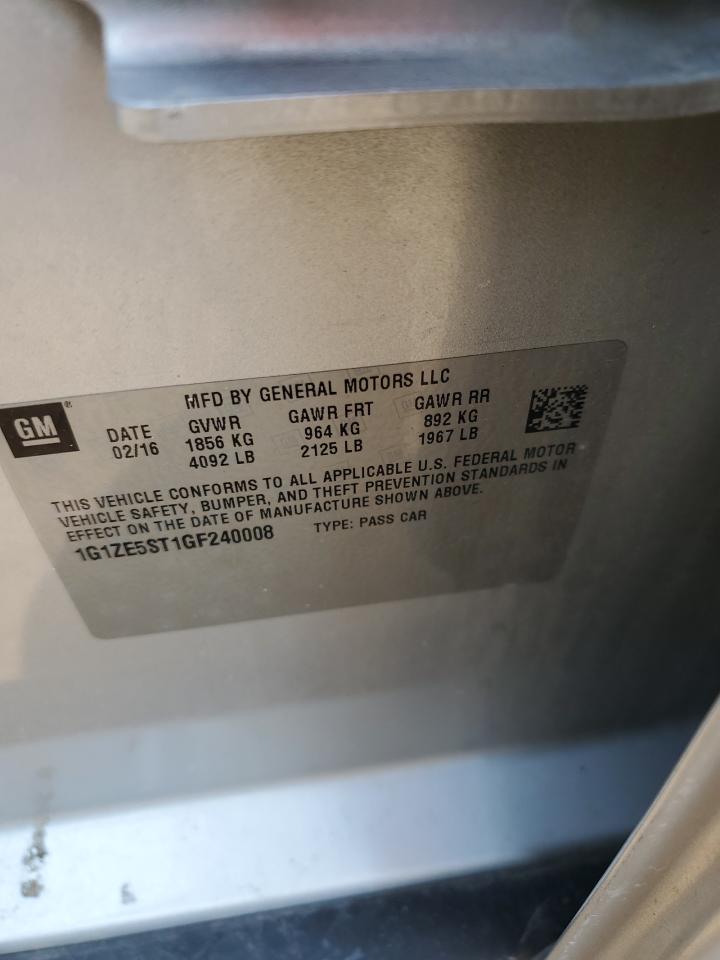 MFD BY GENERAL MOTORS LLC
GM®
DATE GVWR GAWR FRT GAWR RR
02/16 1856 KG 964 KG 892 KG
4092 LB 2125 LB 1967 LB
THIS VEHICLE CONFORMS TO ALL APPLICABLE U.S. FEDERAL MOTOR
VEHICLE SAFETY, BUMPER, AND THEFT PREVENTION STANDARDS IN
EFFECT ON THE DATE OF MANUFACTURE SHOWN ABOVE.
1G1ZE5ST1GF240008 TYPE: PASS CAR